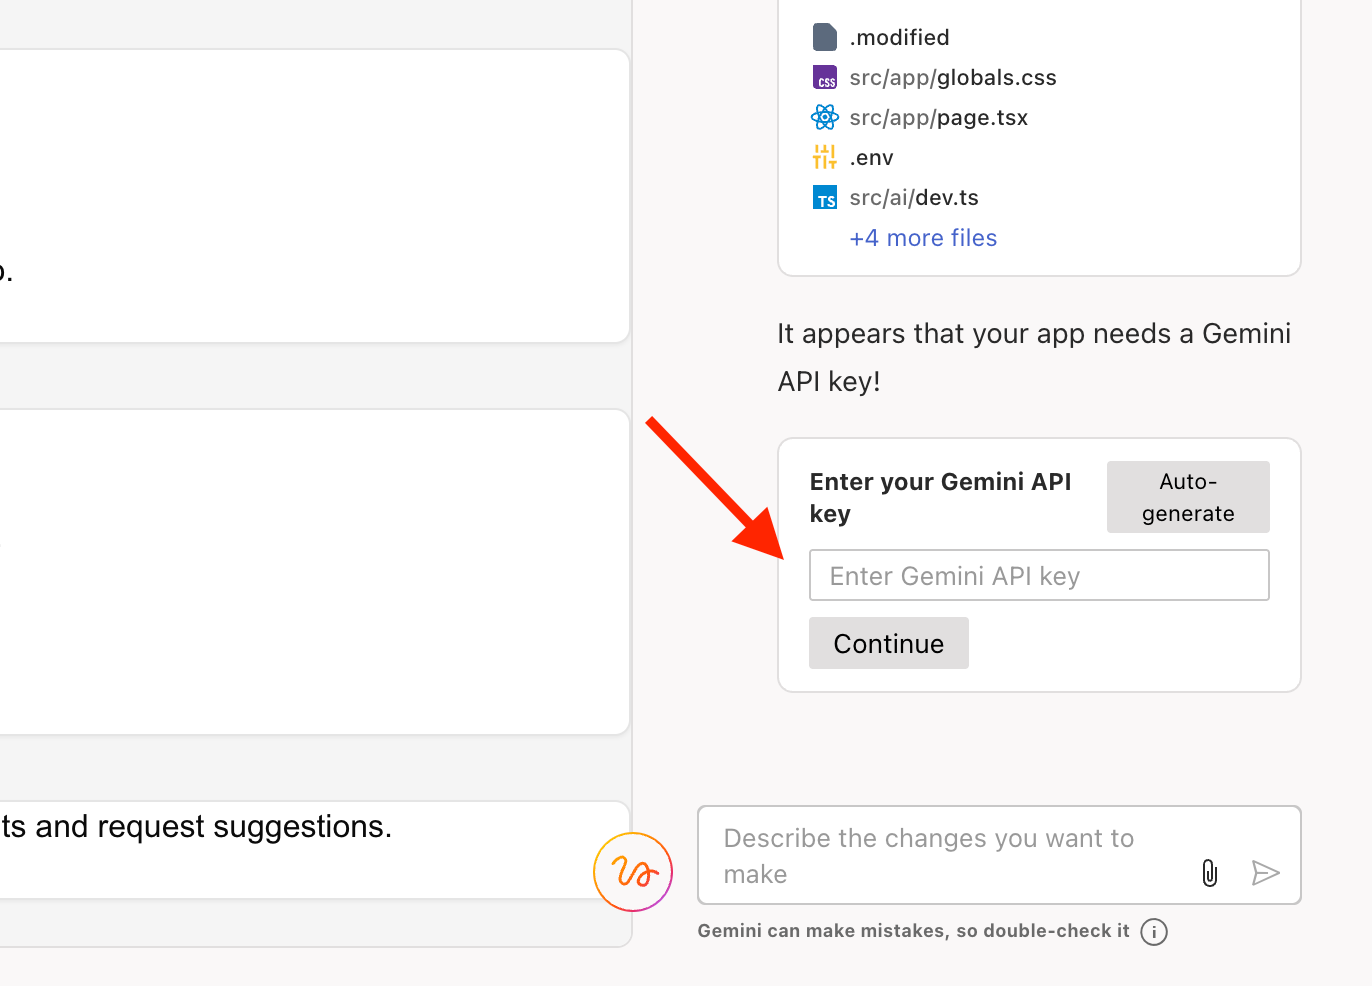 .modified
CSS
src/app/globals.css
src/app/page.tsx
.env
TS
src/ai/dev.ts
+4 more files
It appears that your app needs a Gemini
API key!
Enter your Gemini API
key
Auto-
generate
Enter Gemini API key
Continue
ts and request suggestions.
Describe the changes you want to
make
Gemini can make mistakes, so double-check it